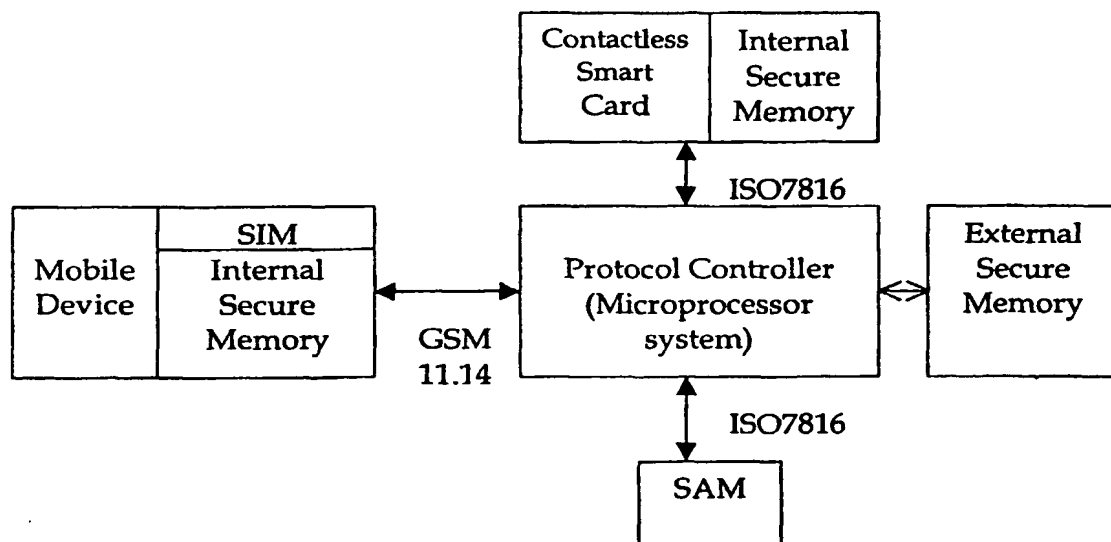 Contactless
Smart
Card
Internal
Secure
Memory
ISO7816
Mobile
Device
SIM
Internal
Secure
Memory
GSM
11.14
Protocol Controller
(Microprocessor
system)
External
Secure
Memory
ISO7816
SAM